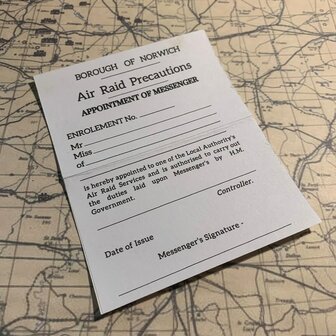 BOROUGH OF NORWICH
Air Raid Precautions
APPOINTMENT OF MESSENGER
ENROLEMENT No.
Mr
Miss
of
is hereby appointed to one of the Local Authority's
Air Raid Services and is authorised to carry out
the duties laid upon Messenger's by H.M.
Government.
Controller.
Date of Issue
Messenger's Signature -